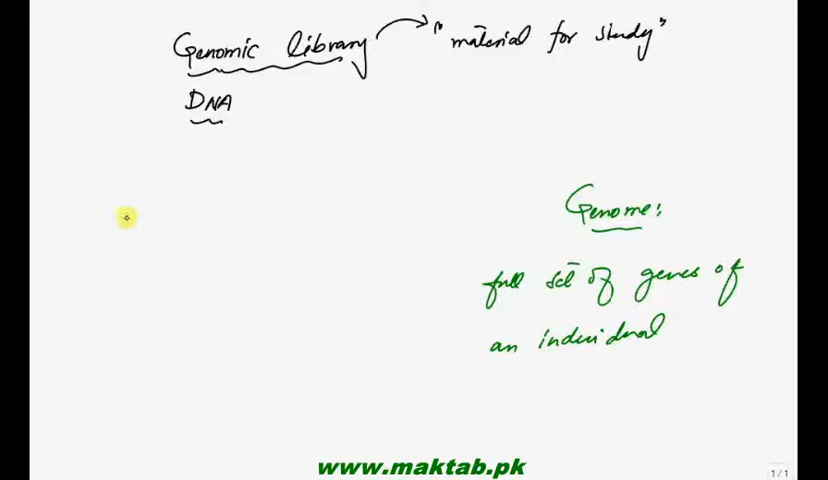 Genomic library "material for study"
DNA
Genome:
full set of genes of
an individual
www.maktab.pk
1/1